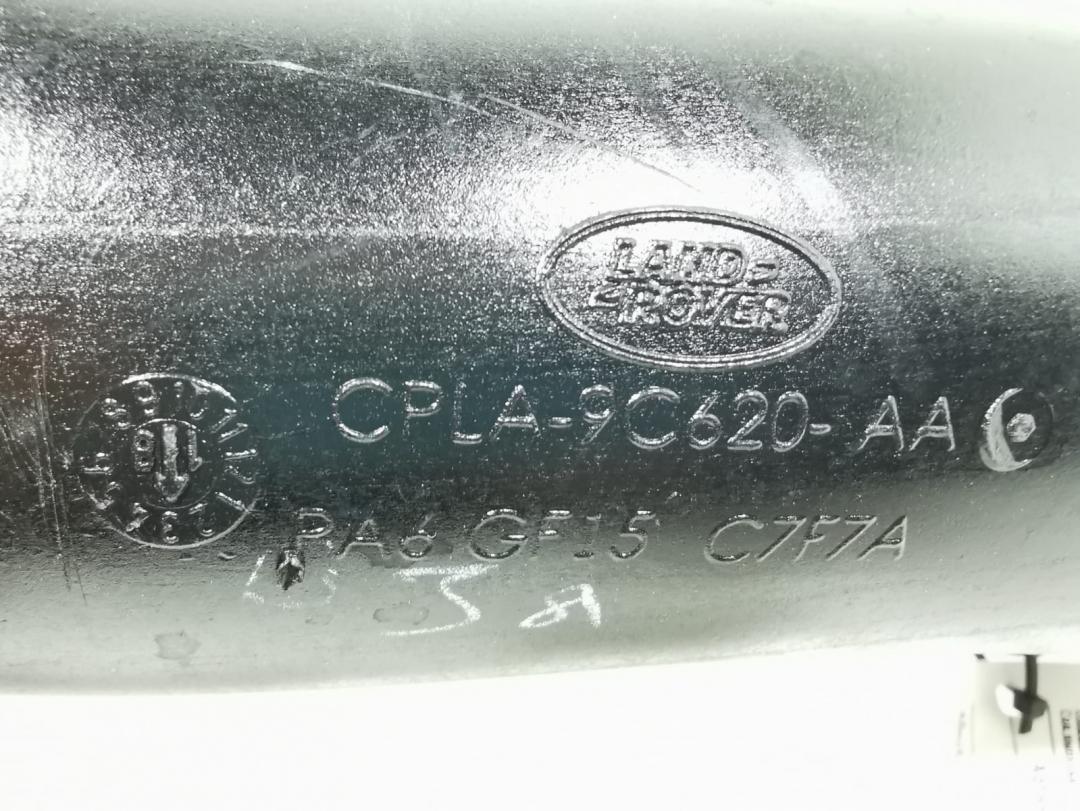 LAND
ROVER
CPLA-9C620-AA
PA6 GF15 C7F7A